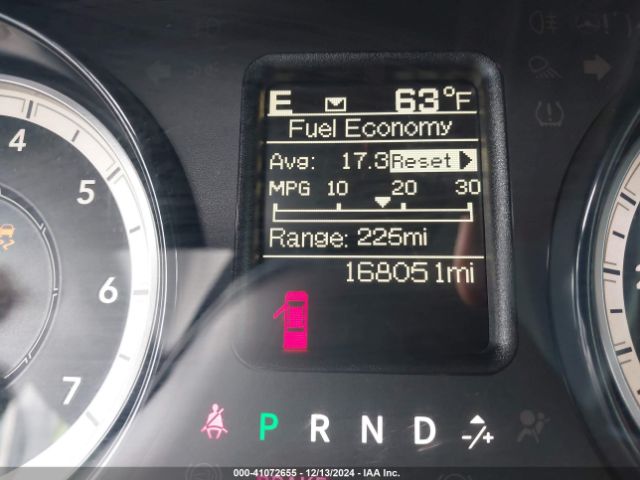 E 63°F
Fuel Economy
Avg: 17.3 Reset
MPG 10 20 30
Range: 225mi
168051mi
4
5
6
7
P R N D -/+
BRAKE
000-41072655 - 12/13/2024 - IAA Inc.